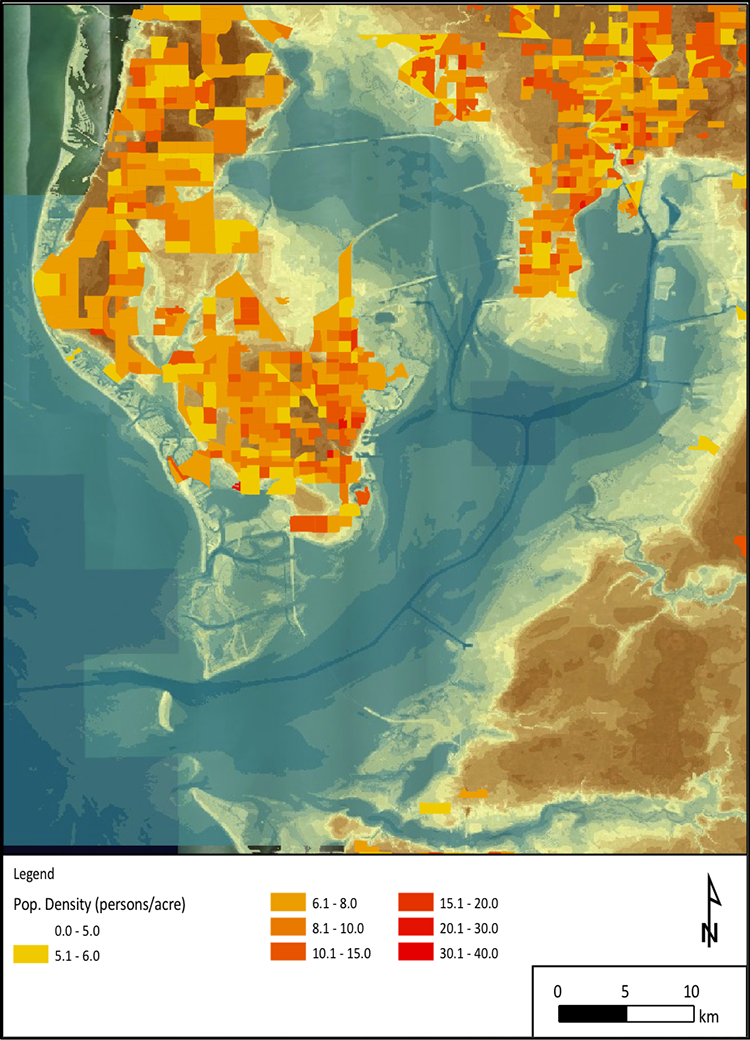 Legend
Pop. Density (persons/acre)
0.0 - 5.0
5.1 - 6.0
6.1 - 8.0
8.1 - 10.0
10.1 - 15.0
15.1 - 20.0
20.1 - 30.0
30.1 - 40.0
N
0 5 10
km